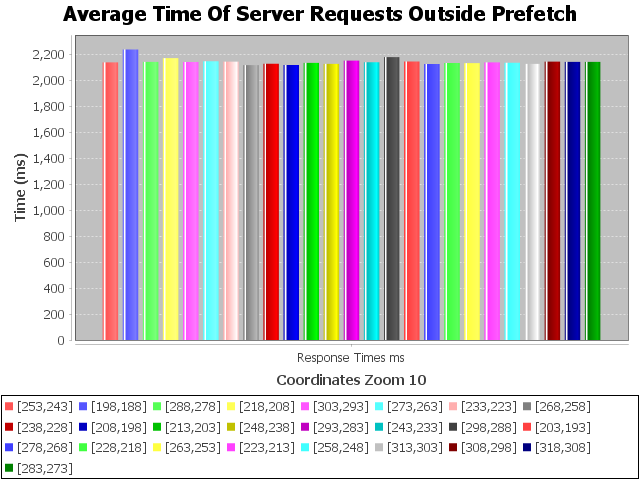 Average Time Of Server Requests Outside Prefetch
2,200
2,000
1,800
1,600
1,400
1,200
1,000
800
600
400
200
0
Time (ms)
Response Times ms
Coordinates Zoom 10
[253,243] [198,188] [288,278] [218,208] [303,293] [273,263] [233,223] [268,258]
[238,228] [208,198] [213,203] [248,238] [293,283] [243,233] [298,288] [203,193]
[278,268] [228,218] [263,253] [223,213] [258,248] [313,303] [308,298] [318,308]
[283,273]